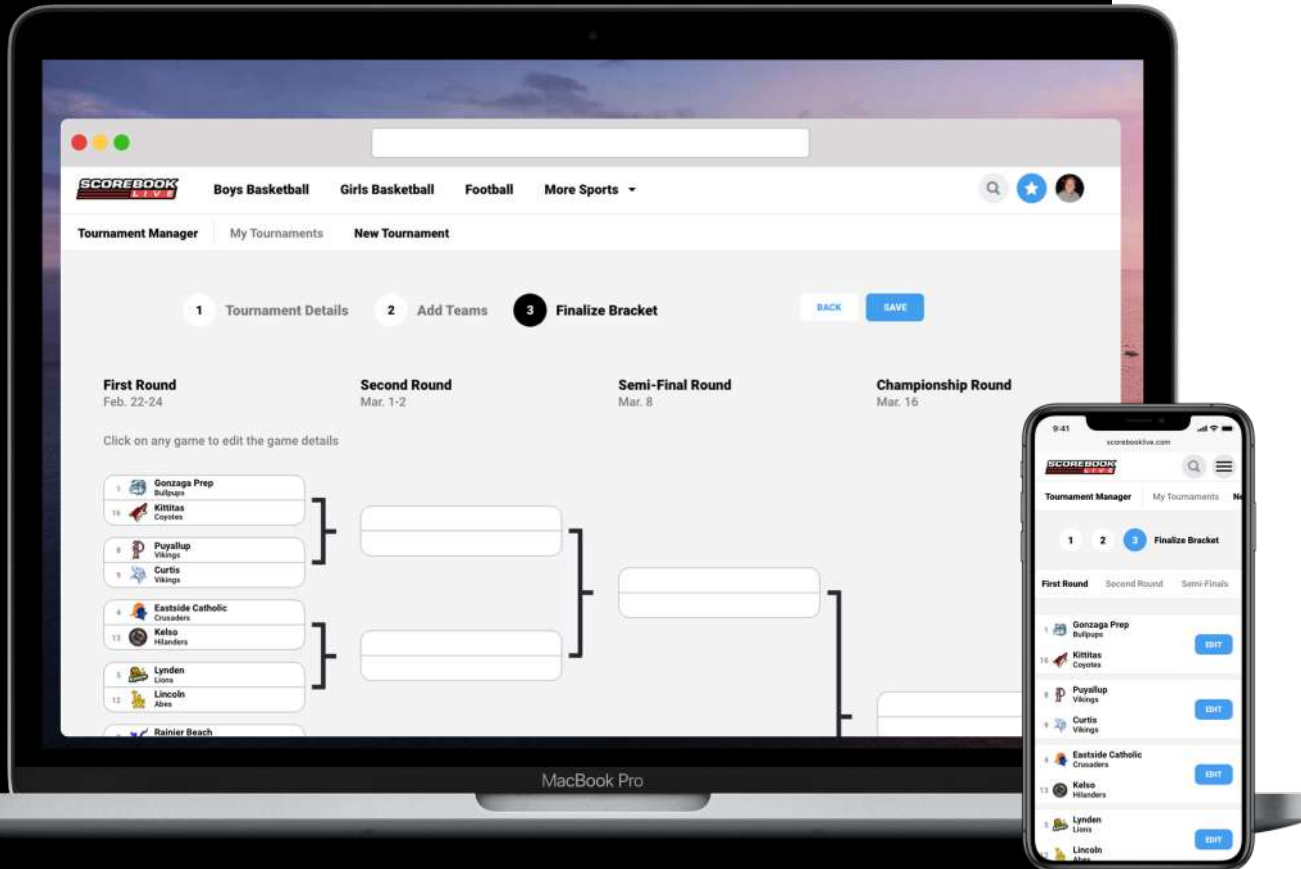 SCOREBOOK
LIVE
Boys Basketball Girls Basketball Football More Sports
Tournament Manager My Tournaments New Tournament
1 Tournament Details 2 Add Teams 3 Finalize Bracket BACK SAVE
First Round Second Round Semi-Final Round Championship Round
Feb. 22-24 Mar. 1-2 Mar. 8 Mar. 16
Click on any game to edit the game details
1 Gonzaga Prep
Bullpups
16 Kittitas
Coyotes
8 Puyallup
Vikings
9 Curtis
Vikings
4 Eastside Catholic
Crusaders
13 Kelso
Hilanders
5 Lynden
Lions
12 Lincoln
Abes
Rainier Beach
MacBook Pro
9:41
scorebooklive.com
SCOREBOOK
LIVE
Tournament Manager My Tournaments Ne
1 2 3 Finalize Bracket
First Round Second Round Semi-Finals
1 Gonzaga Prep
Bullpups
EDIT
16 Kittitas
Coyotes
8 Puyallup
Vikings
EDIT
9 Curtis
Vikings
4 Eastside Catholic
Crusaders
EDIT
13 Kelso
Hilanders
5 Lynden
Lions
EDIT
12 Lincoln
Abes